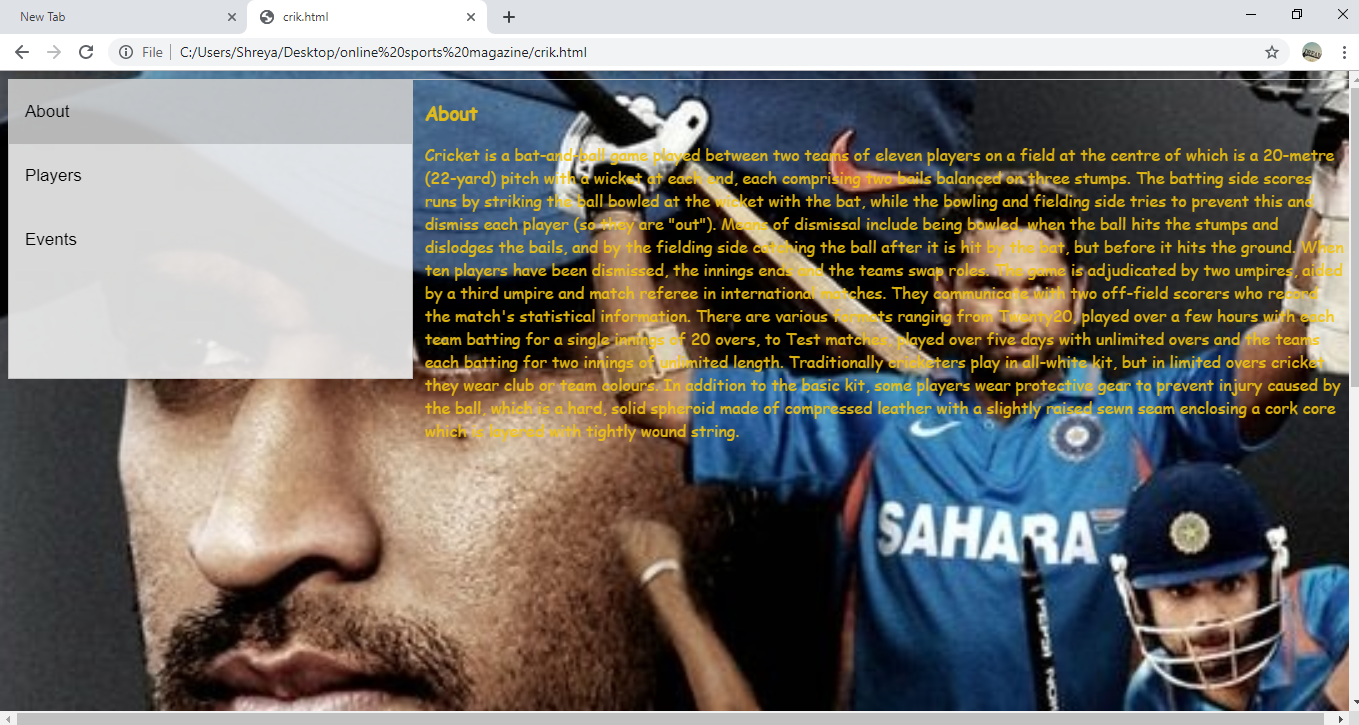 New Tab
crik.html
File
C:/Users/Shreya/Desktop/online%20sports%20magazine/crik.html
About
Players
Events
About
Cricket is a bat-and-ball game played between two teams of eleven players on a field at the centre of which is a 20-metre
(22-yard) pitch with a wicket at each end, each comprising two bails balanced on three stumps. The batting side scores
runs by striking the ball bowled at the wicket with the bat, while the bowling and fielding side tries to prevent this and
dismiss each player (so they are "out"). Means of dismissal include being bowled, when the ball hits the stumps and
dislodges the bails, and by the fielding side catching the ball after it is hit by the bat, but before it hits the ground. When
ten players have been dismissed, the innings ends and the teams swap roles. The game is adjudicated by two umpires, aided
by a third umpire and match referee in international matches. They communicate with two off-field scorers who record
the match's statistical information. There are various formats ranging from Twenty20, played over a few hours with each
team batting for a single innings of 20 overs, to Test matches, played over five days with unlimited overs and the teams
each batting for two innings of unlimited length. Traditionally cricketers play in all-white kit, but in limited overs cricket
they wear club or team colours. In addition to the basic kit, some players wear protective gear to prevent injury caused by
the ball, which is a hard, solid spheroid made of compressed leather with a slightly raised sewn seam enclosing a cork core
which is layered with tightly wound string.
SAHARA